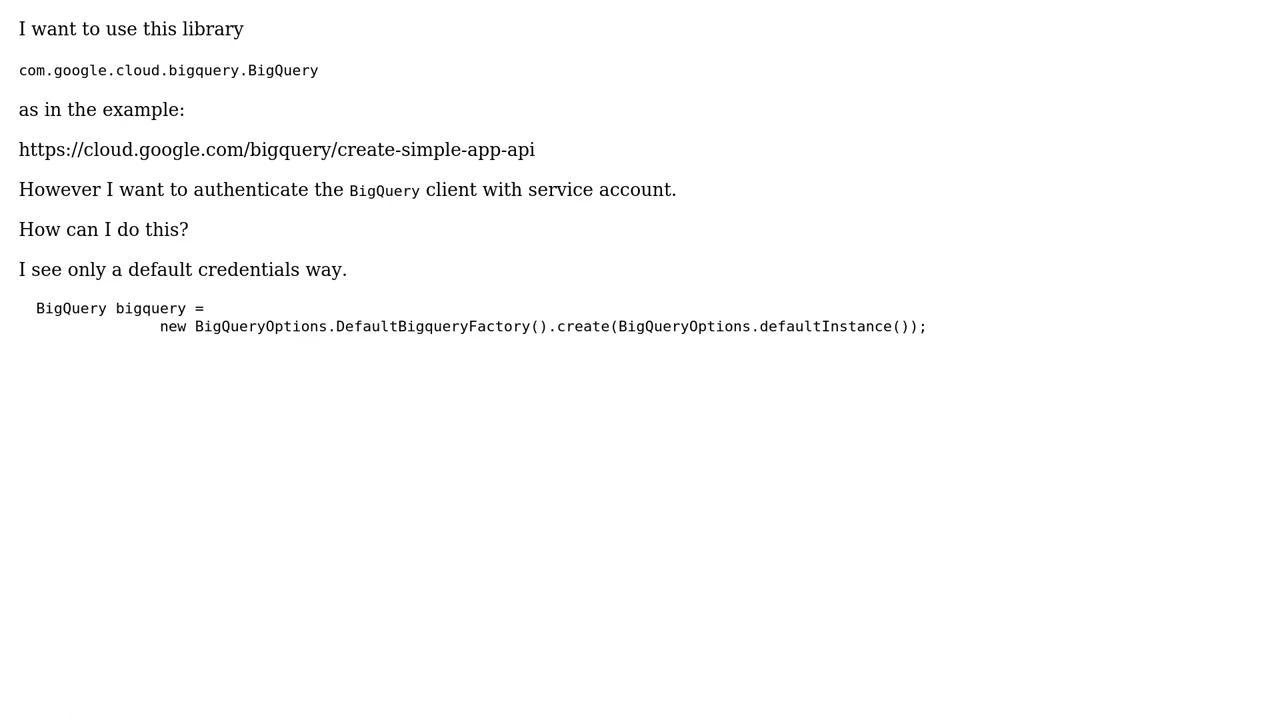 I want to use this library
com.google.cloud.bigquery.BigQuery
as in the example:
https://cloud.google.com/bigquery/create-simple-app-api
However I want to authenticate the BigQuery client with service account.
How can I do this?
I see only a default credentials way.
BigQuery bigquery =
new BigQueryOptions.DefaultBigqueryFactory().create(BigQueryOptions.defaultInstance());